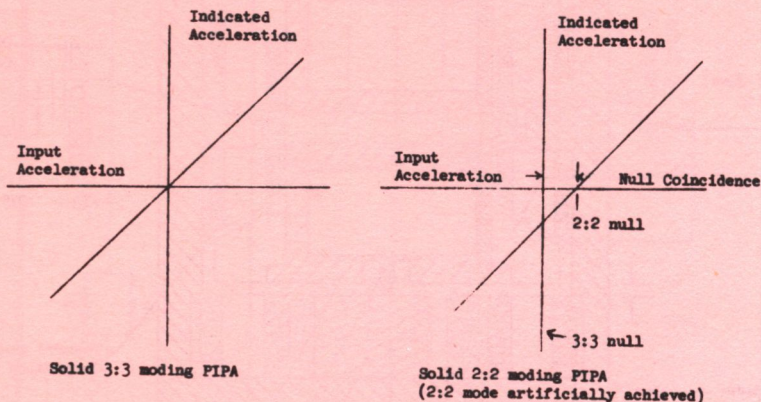 Indicated
Acceleration
Input
Acceleration
Solid 3:3 moding PIPA
Indicated
Acceleration
Input
Acceleration
Null Coincidence
2:2 null
3:3 null
Solid 2:2 moding PIPA
(2:2 mode artificially achieved)